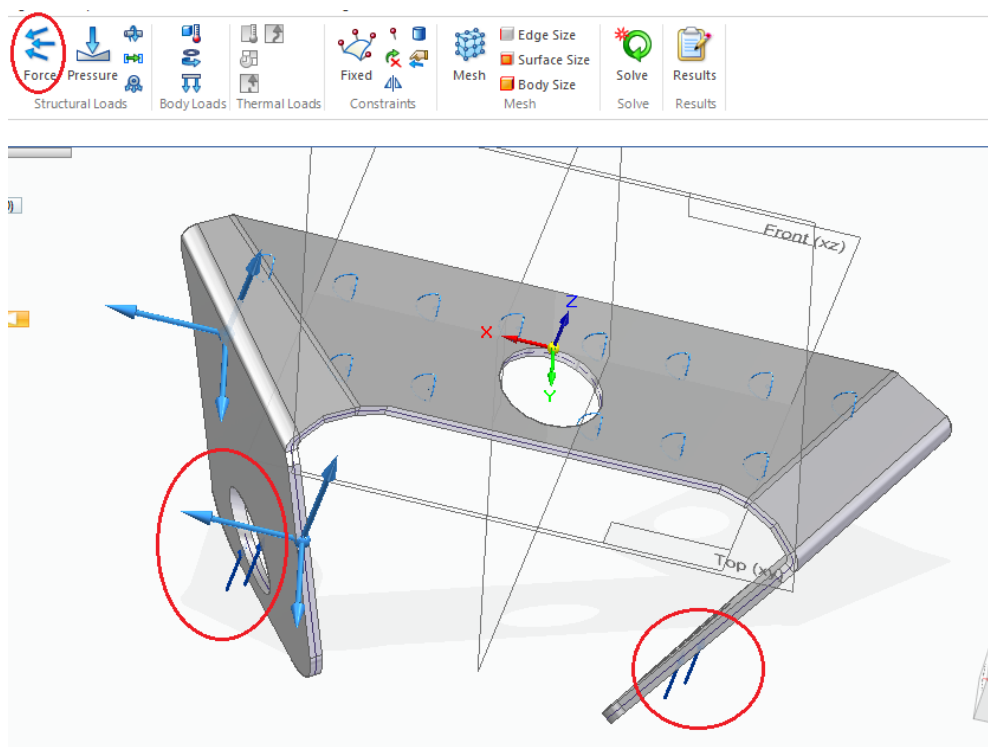 Force Pressure
Structural Loads
Body Loads
Thermal Loads
Fixed
Constraints
Mesh
Edge Size
Surface Size
Body Size
Mesh
Solve
Solve
Results
Results
Front (xz)
Z
X
Y
Top (xy)